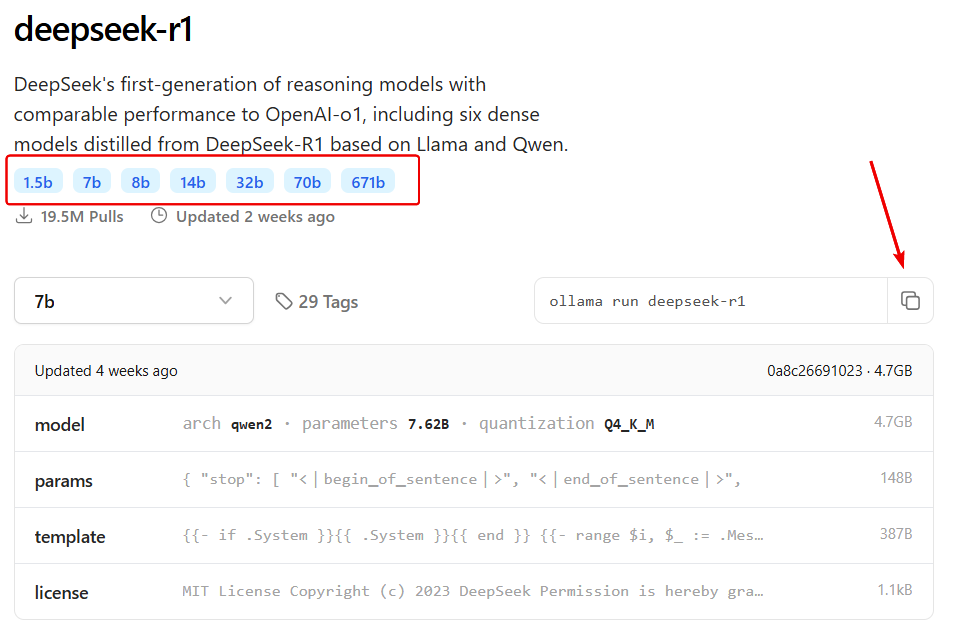 deepseek-r1
DeepSeek's first-generation of reasoning models with
comparable performance to OpenAI-o1, including six dense
models distilled from DeepSeek-R1 based on Llama and Qwen.
1.5b 7b 8b 14b 32b 70b 671b
19.5M Pulls Updated 2 weeks ago
7b 29 Tags ollama run deepseek-r1
Updated 4 weeks ago 0a8c26691023 · 4.7GB
model arch qwen2 · parameters 7.62B · quantization Q4_K_M 4.7GB
params { "stop": [ "<|begin_of_sentence|>", "<|end_of_sentence|>", 148B
template {{- if .System }}{{ .System }}{{ end }} {{- range $i, $_ := .Mes… 387B
license MIT License Copyright (c) 2023 DeepSeek Permission is hereby gra… 1.1kB